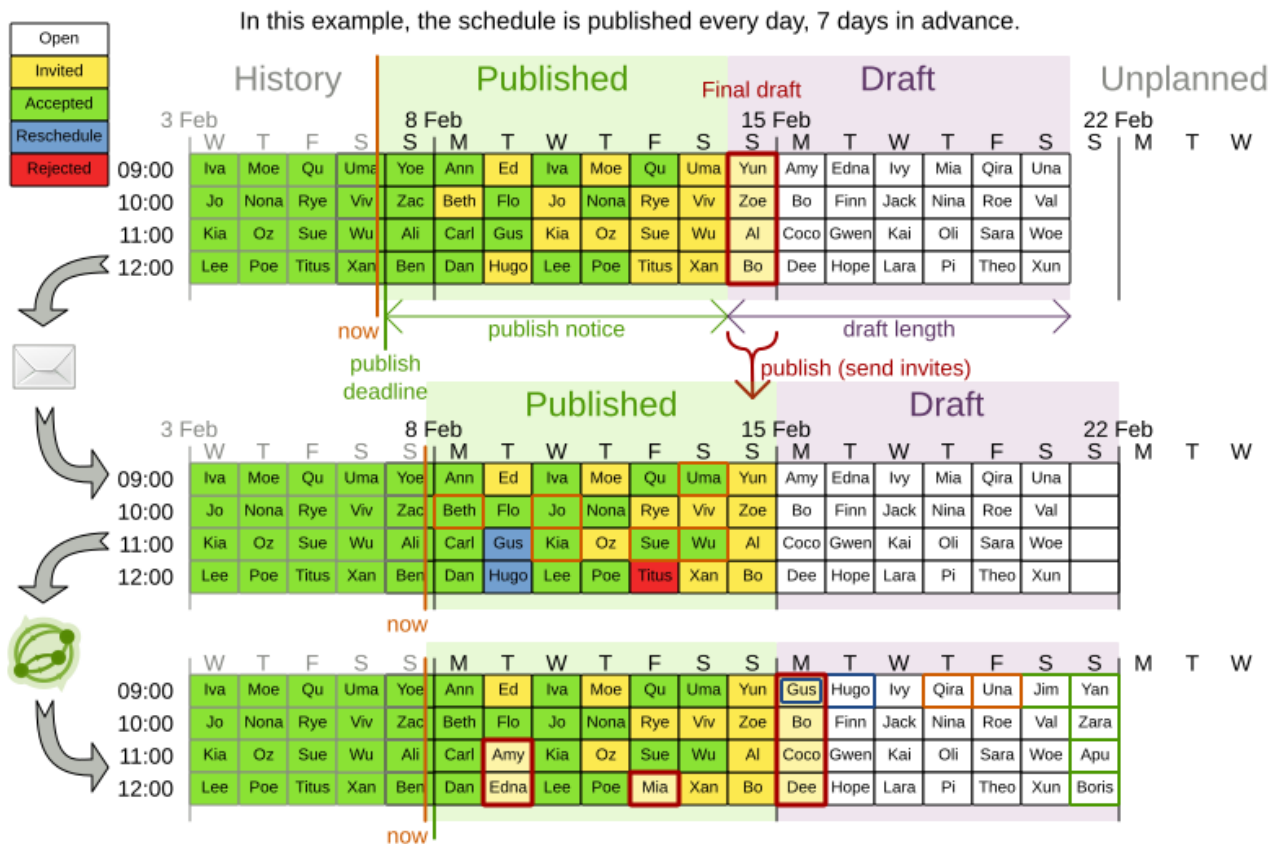 In this example, the schedule is published every day, 7 days in advance.
Open
Invited
Accepted
Reschedule
Rejected
History Published Final draft Draft Unplanned
3 Feb 8 Feb 15 Feb 22 Feb
W T F S S M T W T F S S M T W T F S S M T W
09:00 Iva Moe Qu Uma Yoe Ann Ed Iva Moe Qu Uma Yun Amy Edna Ivy Mia Qira Una
10:00 Jo Nona Rye Viv Zac Beth Flo Jo Nona Rye Viv Zoe Bo Finn Jack Nina Roe Val
11:00 Kia Oz Sue Wu Ali Carl Gus Kia Oz Sue Wu Al Coco Gwen Kai Oli Sara Woe
12:00 Lee Poe Titus Xan Ben Dan Hugo Lee Poe Titus Xan Bo Dee Hope Lara Pi Theo Xun
now publish notice draft length
publish deadline
publish (send invites)
Published Draft
3 Feb 8 Feb 15 Feb 22 Feb
W T F S S M T W T F S S M T W T F S S M T W
09:00 Iva Moe Qu Uma Yoe Ann Ed Iva Moe Qu Uma Yun Amy Edna Ivy Mia Qira Una
10:00 Jo Nona Rye Viv Zac Beth Flo Jo Nona Rye Viv Zoe Bo Finn Jack Nina Roe Val
11:00 Kia Oz Sue Wu Ali Carl Gus Kia Oz Sue Wu Al Coco Gwen Kai Oli Sara Woe
12:00 Lee Poe Titus Xan Ben Dan Hugo Lee Poe Titus Xan Bo Dee Hope Lara Pi Theo Xun
now
W T F S S M T W T F S S M T W T F S S M T W
09:00 Iva Moe Qu Uma Yoe Ann Ed Iva Moe Qu Uma Yun Gus Hugo Ivy Qira Una Jim Yan
10:00 Jo Nona Rye Viv Zac Beth Flo Jo Nona Rye Viv Zoe Bo Finn Jack Nina Roe Val Zara
11:00 Kia Oz Sue Wu Ali Carl Amy Kia Oz Sue Wu Al Coco Gwen Kai Oli Sara Woe Apu
12:00 Lee Poe Titus Xan Ben Dan Edna Lee Poe Mia Xan Bo Dee Hope Lara Pi Theo Xun Boris
now